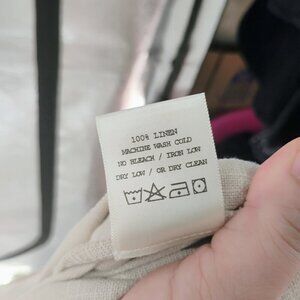 100% LINEN
MACHINE WASH COLD
NO BLEACH / IRON LOW
DRY LOW / OR DRY CLEAN